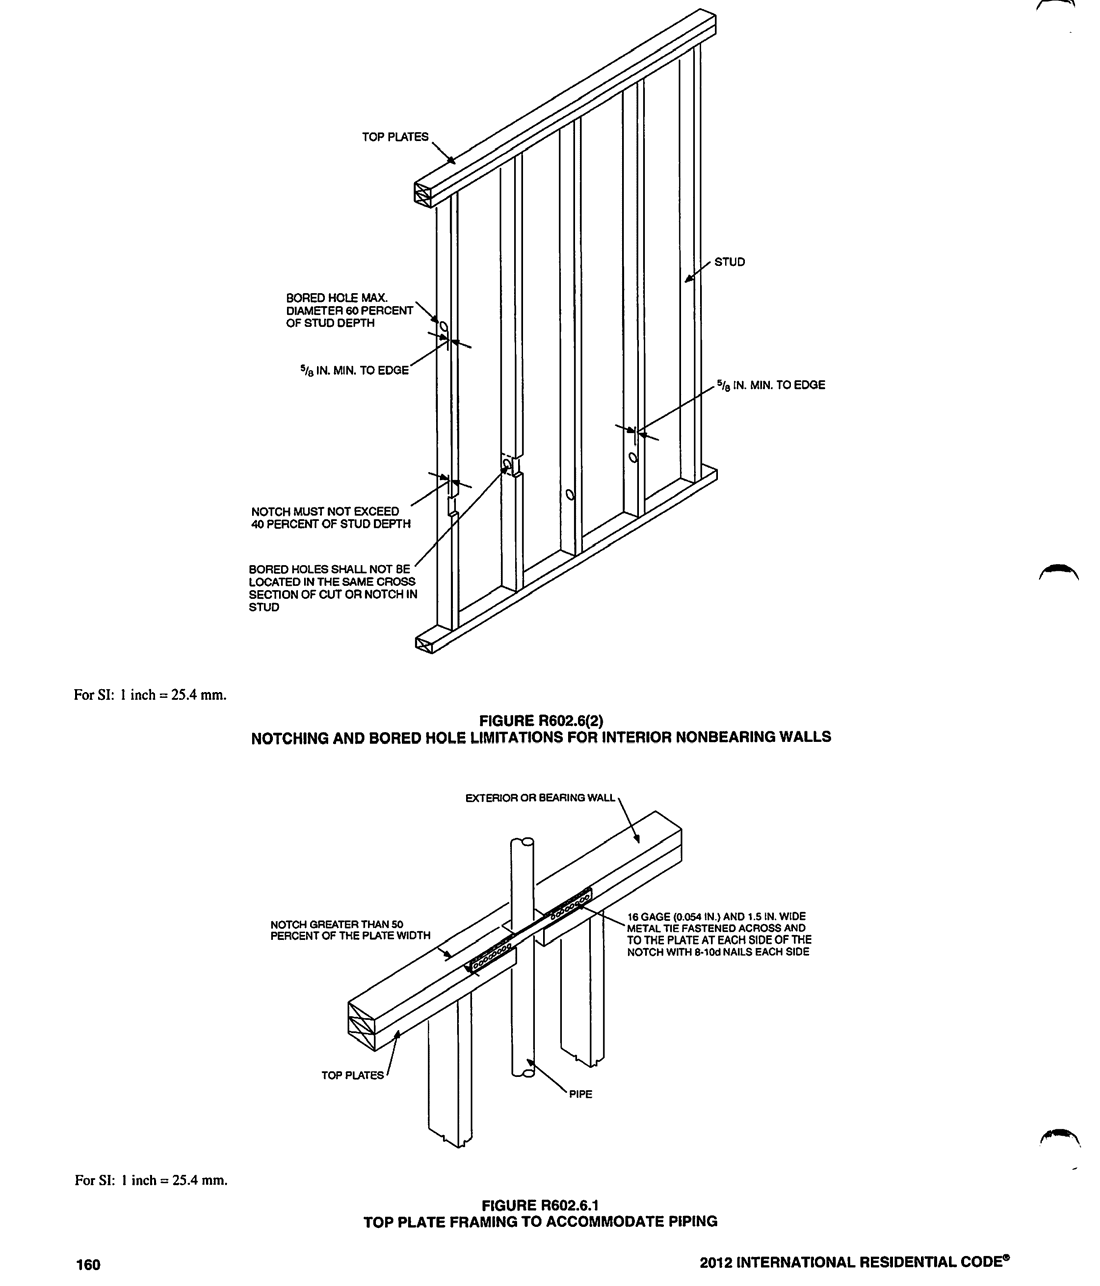 TOP PLATES
STUD
BORED HOLE MAX.
DIAMETER 60 PERCENT
OF STUD DEPTH
5/8 IN. MIN. TO EDGE
5/8 IN. MIN. TO EDGE
NOTCH MUST NOT EXCEED
40 PERCENT OF STUD DEPTH
BORED HOLES SHALL NOT BE
LOCATED IN THE SAME CROSS
SECTION OF CUT OR NOTCH IN
STUD
For SI: 1 inch = 25.4 mm.
FIGURE R602.6(2)
NOTCHING AND BORED HOLE LIMITATIONS FOR INTERIOR NONBEARING WALLS
EXTERIOR OR BEARING WALL
NOTCH GREATER THAN 50
PERCENT OF THE PLATE WIDTH
16 GAGE (0.054 IN.) AND 1.5 IN. WIDE
METAL TIE FASTENED ACROSS AND
TO THE PLATE AT EACH SIDE OF THE
NOTCH WITH 8-10d NAILS EACH SIDE
TOP PLATES
PIPE
For SI: 1 inch = 25.4 mm.
FIGURE R602.6.1
TOP PLATE FRAMING TO ACCOMMODATE PIPING
160
2012 INTERNATIONAL RESIDENTIAL CODE®